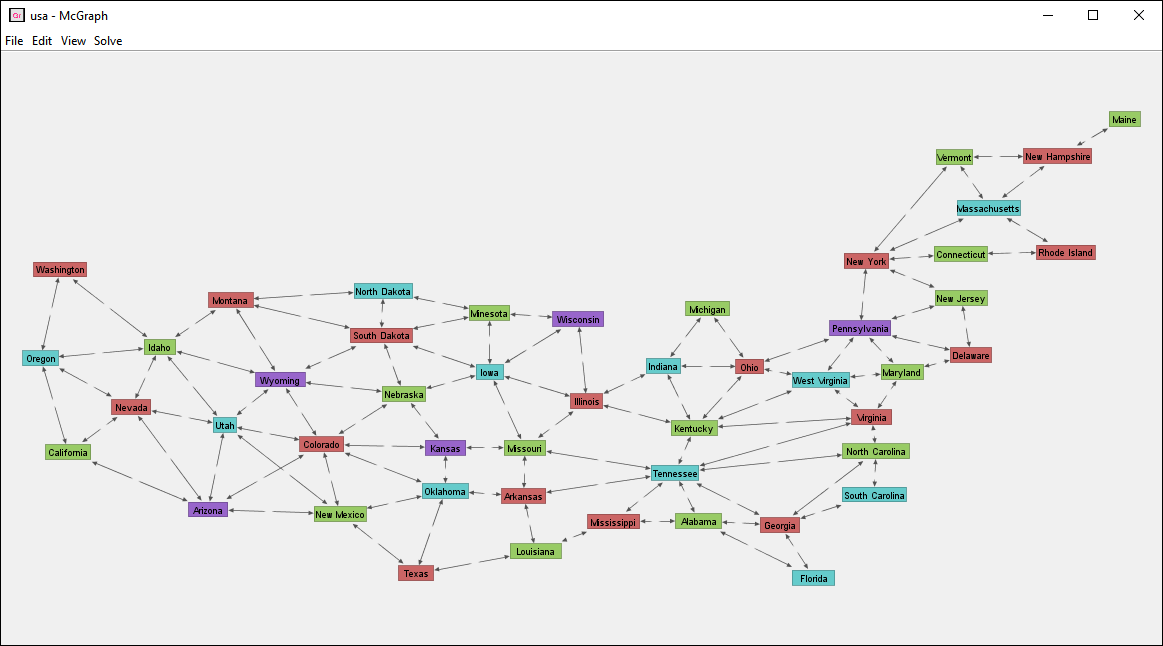 Gr usa - McGraph
File Edit View Solve
Maine
Vermont
New Hampshire
Massachusetts
Connecticut
Rhode Island
New York
Washington
North Dakota
Montana
New Jersey
Michigan
Minesota
Wisconsin
Pennsylvania
South Dakota
Idaho
Oregon
Delaware
Indiana
Ohio
Iowa
Maryland
Wyoming
West Virginia
Nebraska
Illinois
Nevada
Virginia
Utah
Kentucky
Colorado
Kansas
Missouri
California
North Carolina
Tennessee
Oklahoma
Arkansas
South Carolina
Arizona
New Mexico
Mississippi
Alabama
Georgia
Louisiana
Texas
Florida